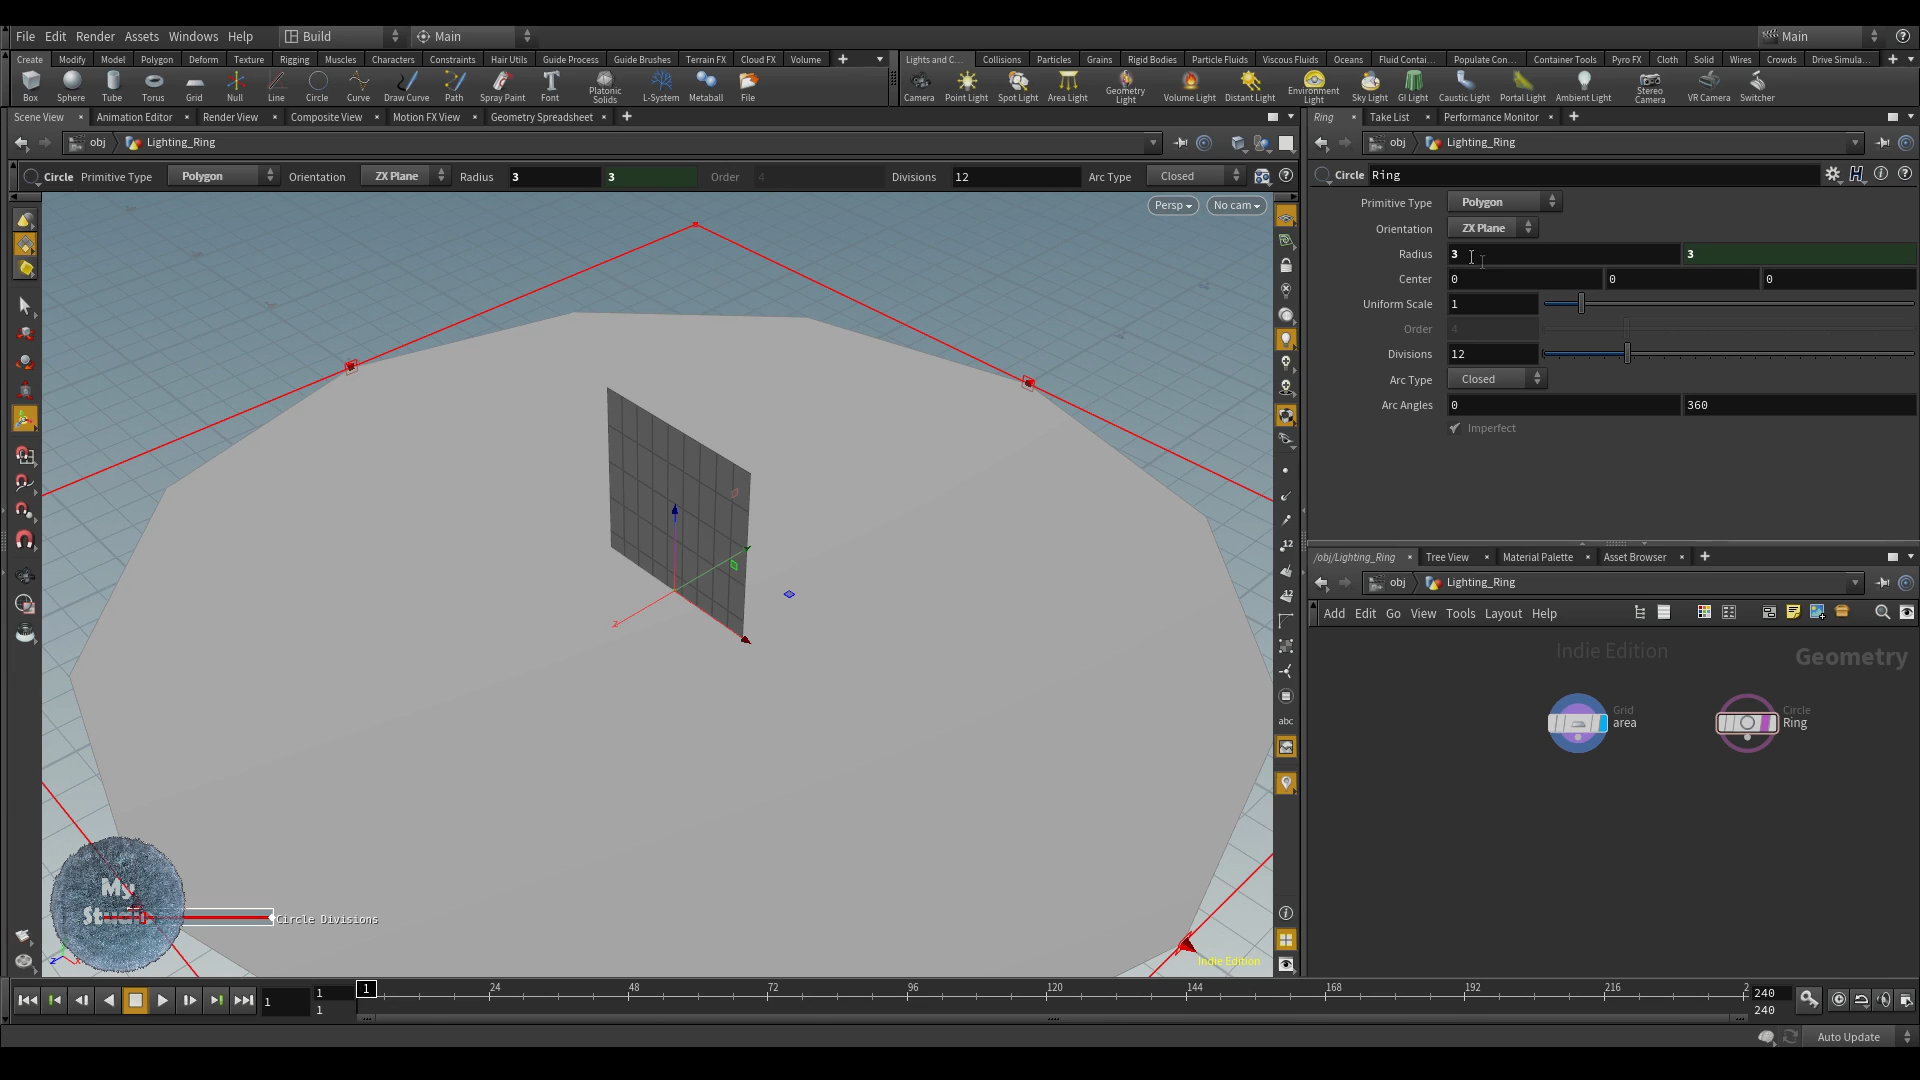 File Edit Render Assets Windows Help Build Main Main
Create Modify Model Polygon Deform Texture Rigging Muscles Characters Constraints Hair Utils Guide Process Guide Brushes Terrain FX Cloud FX Volume
Lights and C... Collisions Particles Grains Rigid Bodies Particle Fluids Viscous Fluids Oceans Fluid Contai... Populate Con... Container Tools Pyro FX Cloth Solid Wires Crowds Drive Simula...
Box Sphere Tube Torus Grid Null Line Circle Curve Draw Curve Path Spray Paint Font Platonic Solids L-System Metaball File
Camera Point Light Spot Light Area Light Geometry Light Volume Light Distant Light Environment Light Sky Light GI Light Caustic Light Portal Light Ambient Light Stereo Camera VR Camera Switcher
Scene View Animation Editor Render View Composite View Motion FX View Geometry Spreadsheet
Ring Take List Performance Monitor
obj Lighting_Ring
obj Lighting_Ring
Circle Primitive Type Polygon Orientation ZX Plane Radius 3 3 Order 4 Divisions 12 Arc Type Closed
Circle Ring
Persp No cam
Primitive Type Polygon
Orientation ZX Plane
Radius 3 3
Center 0 0 0
Uniform Scale 1
Order 4
Divisions 12
Arc Type Closed
Arc Angles 0 360
Imperfect
12
12
abc
/obj/Lighting_Ring Tree View Material Palette Asset Browser
obj Lighting_Ring
Add Edit Go View Tools Layout Help
Indie Edition
Geometry
Grid
area
Circle
Ring
z
My
Circle Divisions
Indie Edition
1 1 1 24 48 72 96 120 144 168 192 216 2 240
1 240
Auto Update